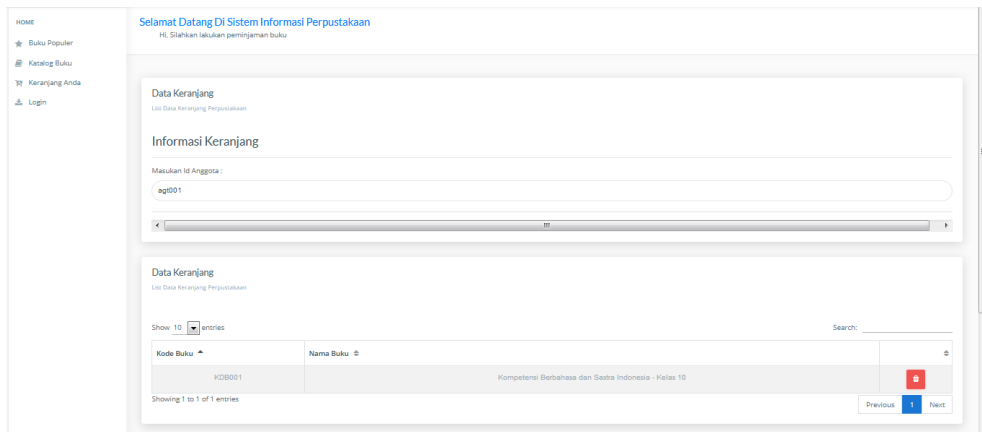 HOME
Buku Populer
Katalog Buku
Keranjang Anda
Login
Selamat Datang Di Sistem Informasi Perpustakaan
Hi, Silahkan lakukan peminjaman buku
Data Keranjang
List Data Keranjang Perpustakaan
Informasi Keranjang
Masukan Id Anggota :
agt001
Data Keranjang
List Data Keranjang Perpustakaan
Show 10 entries
Search:
Kode Buku Nama Buku
KDB001 Kompetensi Berbahasa dan Sastra Indonesia - Kelas 10
Showing 1 to 1 of 1 entries
Previous 1 Next